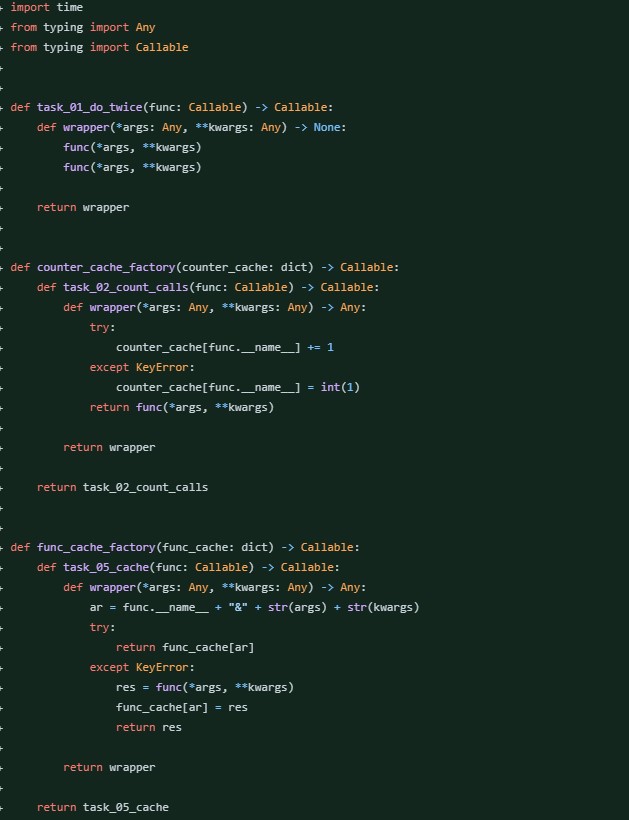 + import time
+ from typing import Any
+ from typing import Callable
+
+
+ def task_01_do_twice(func: Callable) -> Callable:
+     def wrapper(*args: Any, **kwargs: Any) -> None:
+         func(*args, **kwargs)
+         func(*args, **kwargs)
+
+     return wrapper
+
+
+ def counter_cache_factory(counter_cache: dict) -> Callable:
+     def task_02_count_calls(func: Callable) -> Callable:
+         def wrapper(*args: Any, **kwargs: Any) -> Any:
+             try:
+                 counter_cache[func.__name__] += 1
+             except KeyError:
+                 counter_cache[func.__name__] = int(1)
+             return func(*args, **kwargs)
+
+         return wrapper
+
+     return task_02_count_calls
+
+
+ def func_cache_factory(func_cache: dict) -> Callable:
+     def task_05_cache(func: Callable) -> Callable:
+         def wrapper(*args: Any, **kwargs: Any) -> Any:
+             ar = func.__name__ + "&" + str(args) + str(kwargs)
+             try:
+                 return func_cache[ar]
+             except KeyError:
+                 res = func(*args, **kwargs)
+                 func_cache[ar] = res
+                 return res
+
+         return wrapper
+
+     return task_05_cache